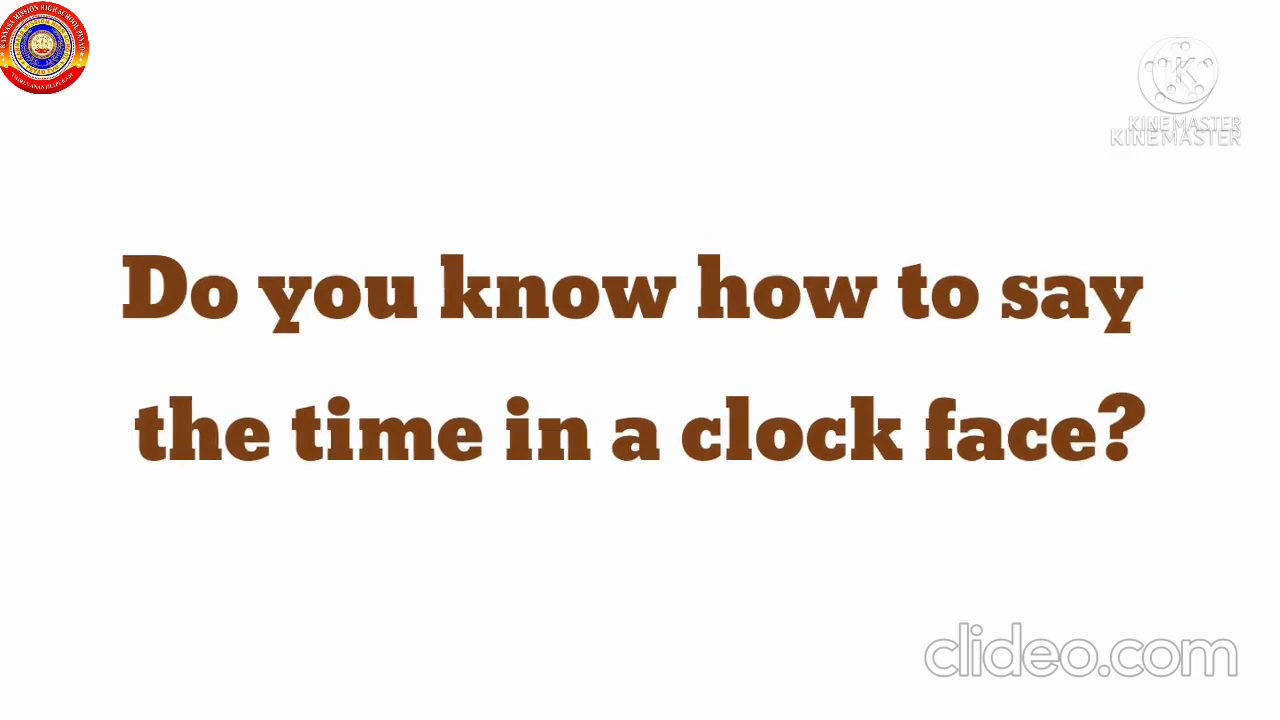 KINEMASTER
KINEMASTER
Do you know how to say
the time in a clock face?
clideo.com